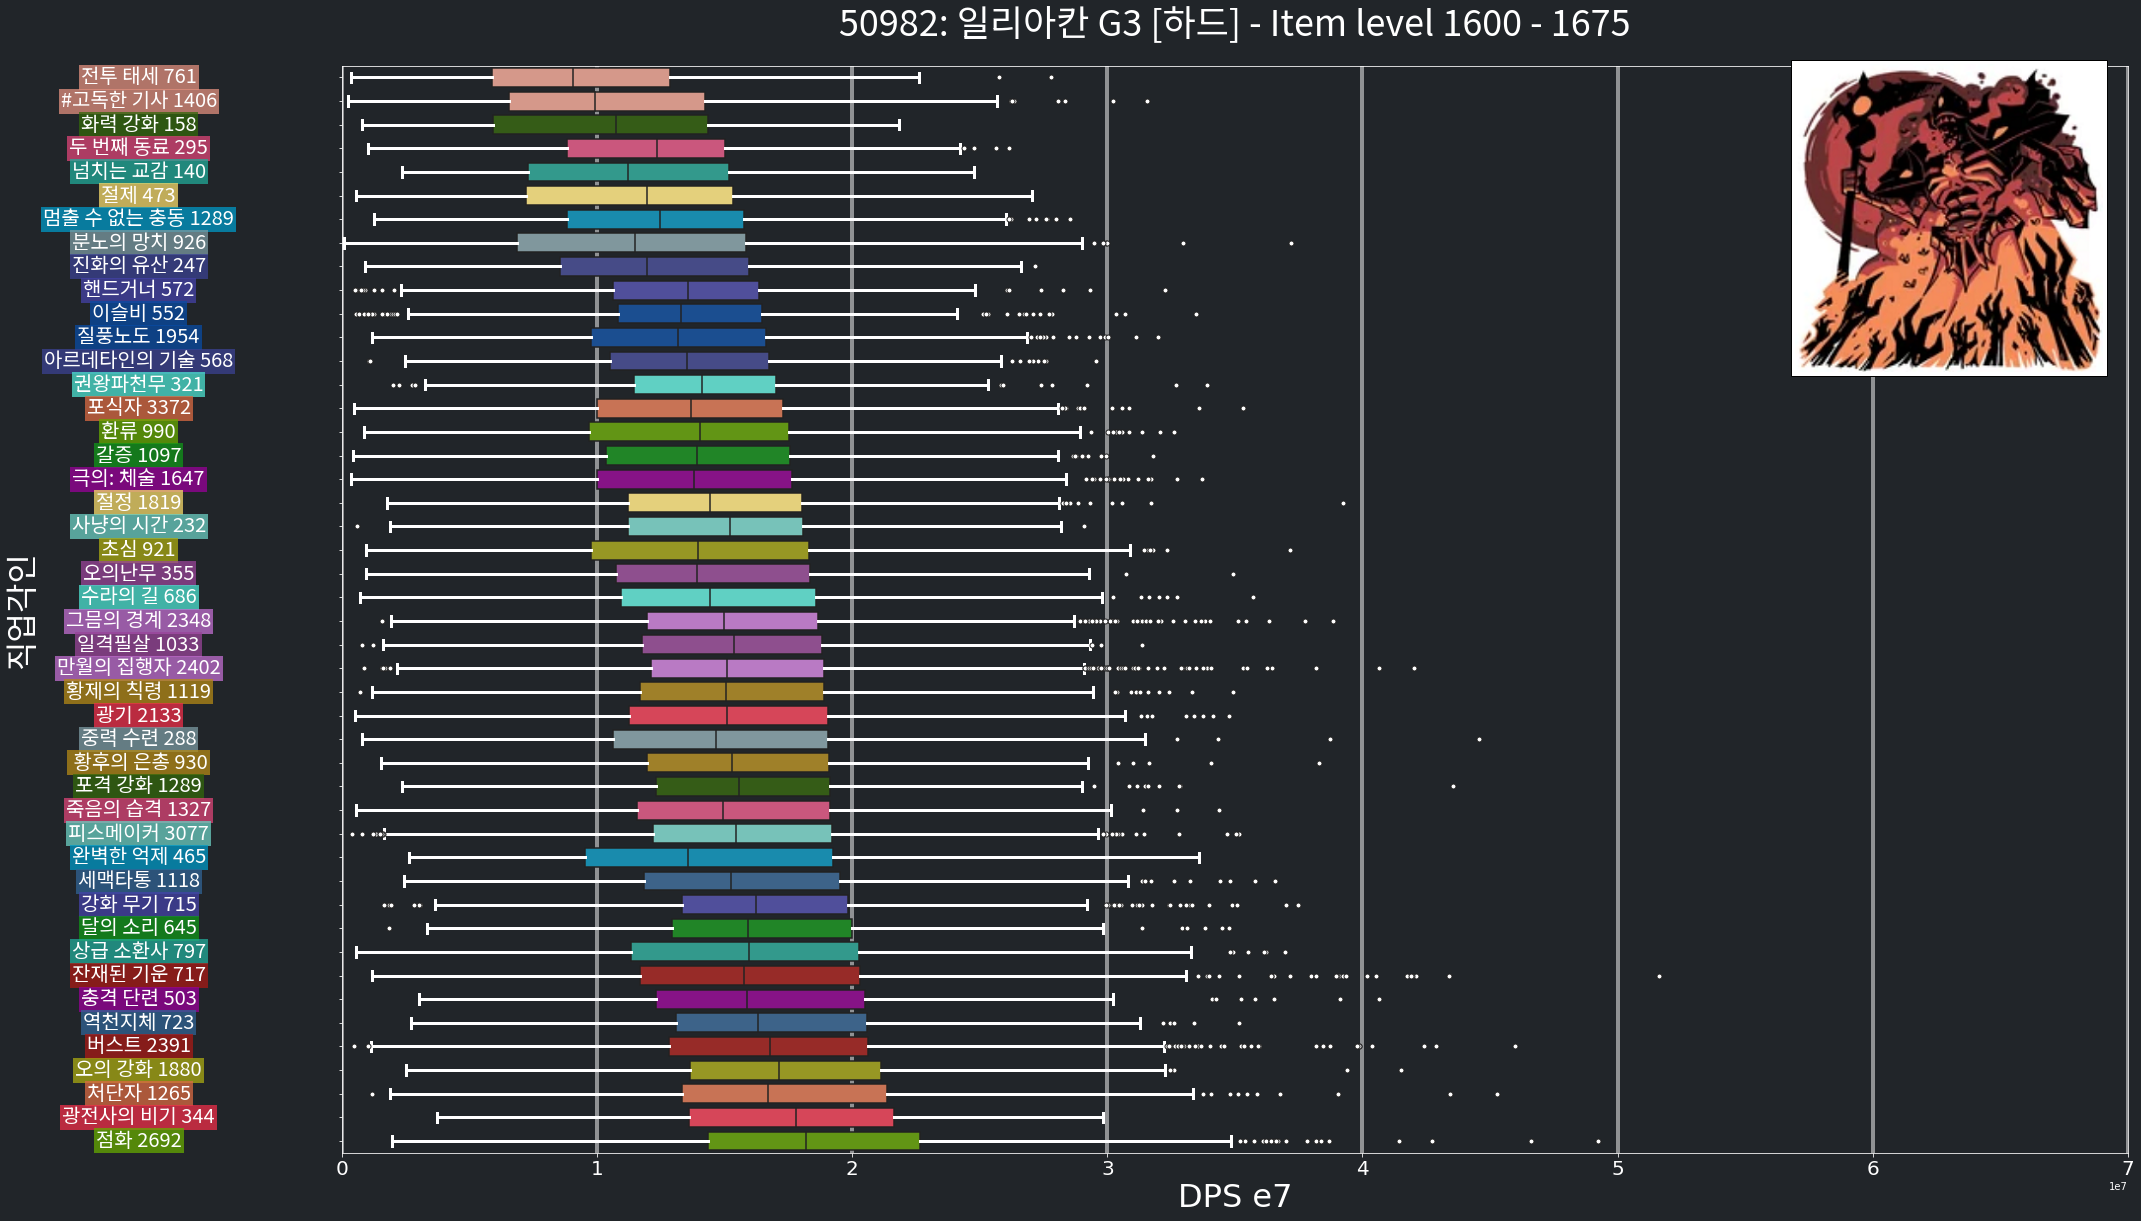 50982: 일리아칸 G3 [하드] - Item level 1600 - 1675
전투 태세 761
#고독한 기사 1406
화력 강화 158
두 번째 동료 295
넘치는 교감 140
절제 473
멈출 수 없는 충동 1289
분노의 망치 926
진화의 유산 247
핸드거너 572
이슬비 552
질풍노도 1954
아르데타인의 기술 568
권왕파천무 321
포식자 3372
환류 990
갈증 1097
극의: 체술 1647
절정 1819
사냥의 시간 232
초심 921
오의난무 355
수라의 길 686
그믐의 경계 2348
일격필살 1033
만월의 집행자 2402
황제의 칙령 1119
광기 2133
중력 수련 288
황후의 은총 930
포격 강화 1289
죽음의 습격 1327
피스메이커 3077
완벽한 억제 465
세맥타통 1118
강화 무기 715
달의 소리 645
상급 소환사 797
잔재된 기운 717
충격 단련 503
역천지체 723
버스트 2391
오의 강화 1880
처단자 1265
광전사의 비기 344
점화 2692
직업각인
0 1 2 3 4 5 6 7
DPS e7
1e7